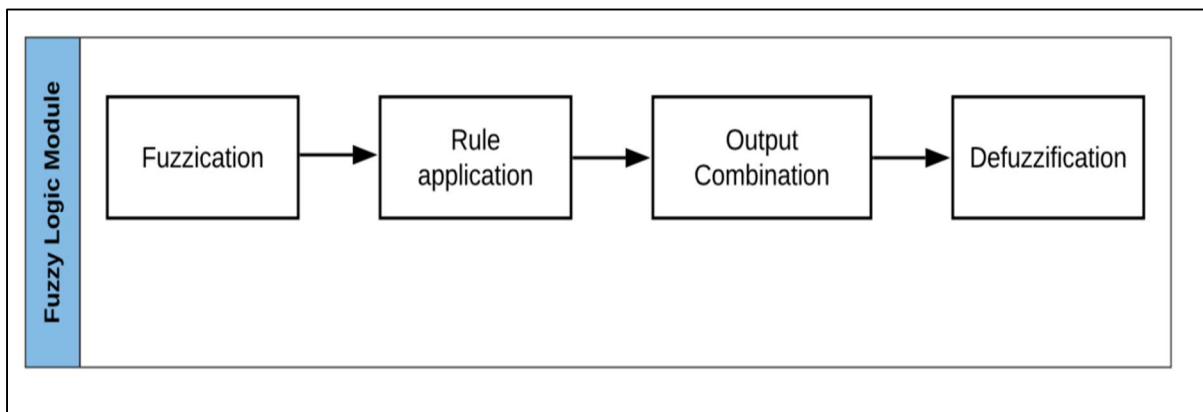 Fuzzy Logic Module
Fuzzication
Rule
application
Output
Combination
Defuzzification